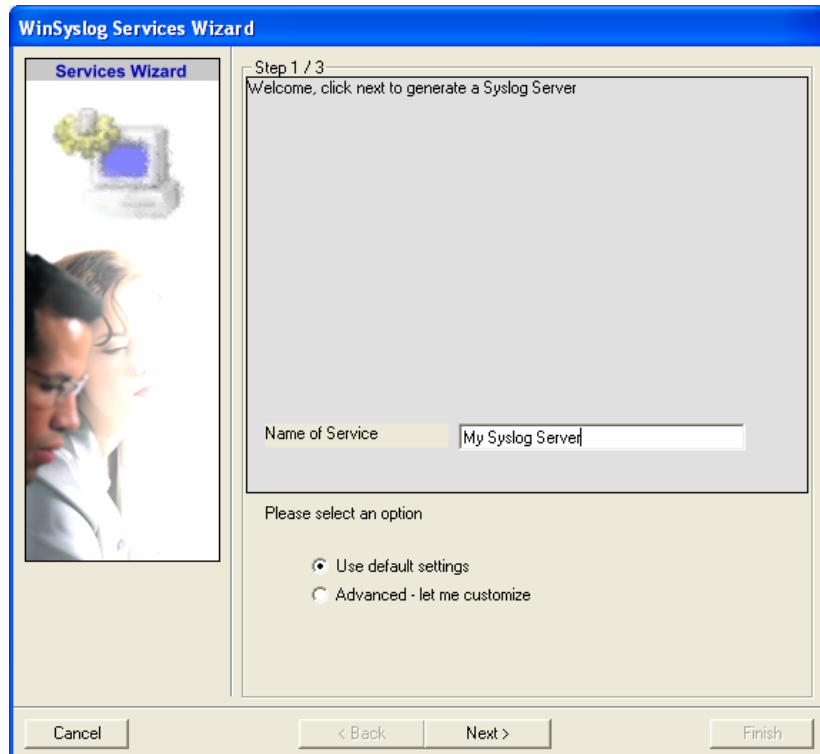 WinSyslog Services Wizard
Services Wizard
Step 1 / 3
Welcome, click next to generate a Syslog Server
Name of Service
My Syslog Server
Please select an option
Use default settings
Advanced - let me customize
Cancel
< Back
Next >
Finish